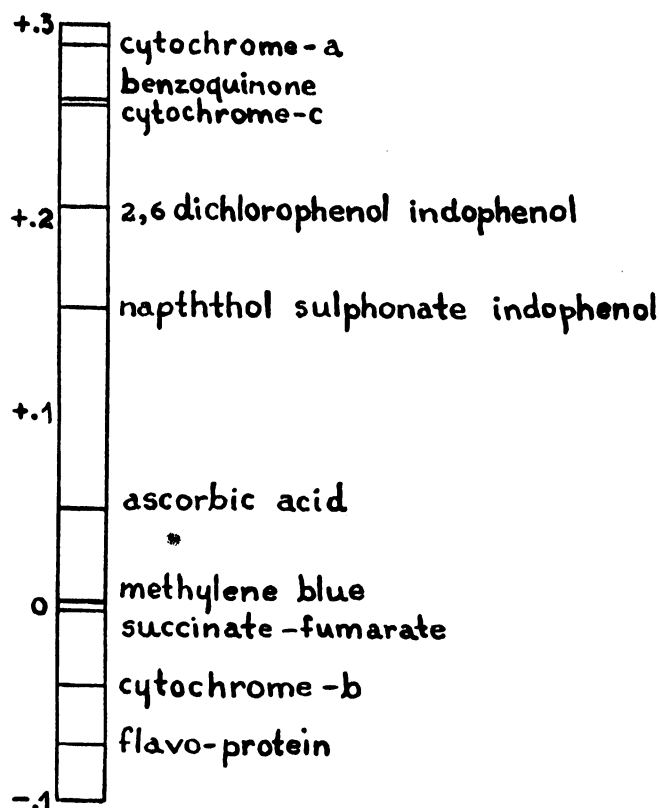 +.3
cytochrome-a
benzoquinone
cytochrome-c
+.2
2,6 dichlorophenol indophenol
napththol sulphonate indophenol
+.1
ascorbic acid
methylene blue
0
succinate-fumarate
cytochrome-b
flavo-protein
-.1